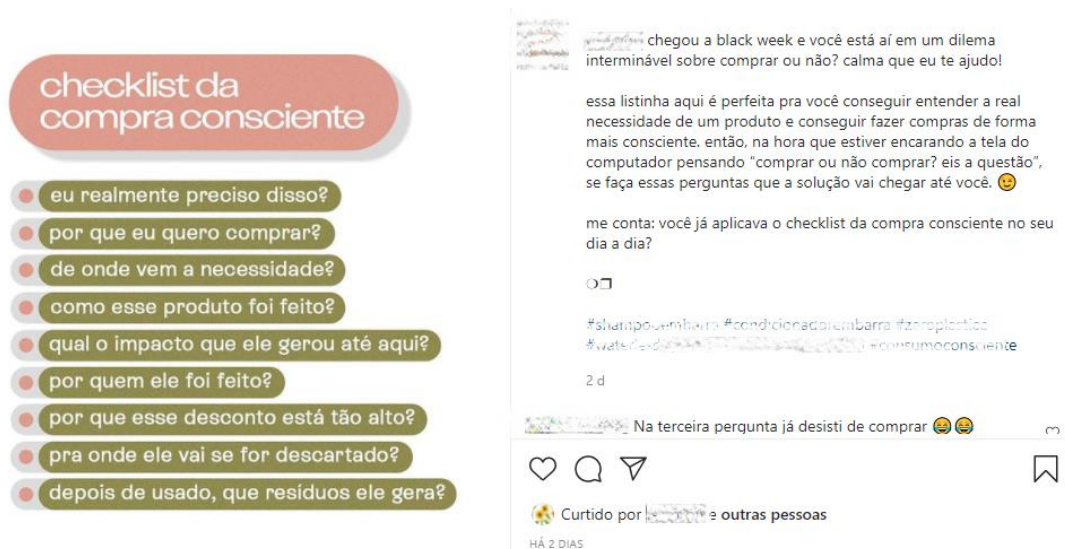 checklist da
compra consciente
eu realmente preciso disso?
por que eu quero comprar?
de onde vem a necessidade?
como esse produto foi feito?
qual o impacto que ele gerou até aqui?
por quem ele foi feito?
por que esse desconto está tão alto?
pra onde ele vai se for descartado?
depois de usado, que resíduos ele gera?
chegou a black week e você está aí em um dilema
interminável sobre comprar ou não? calma que eu te ajudo!
essa listinha aqui é perfeita pra você conseguir entender a real
necessidade de um produto e conseguir fazer compras de forma
mais consciente. então, na hora que estiver encarando a tela do
computador pensando “comprar ou não comprar? eis a questão”,
se faça essas perguntas que a solução vai chegar até você. 😉
me conta: você já aplicava o checklist da compra consciente no seu
dia a dia?
#shampooembarra #condicionadorembarra #zeroplastico
#consumoconsciente
2 d
Na terceira pergunta já desisti de comprar 😂😂
Curtido por e outras pessoas
HÁ 2 DIAS